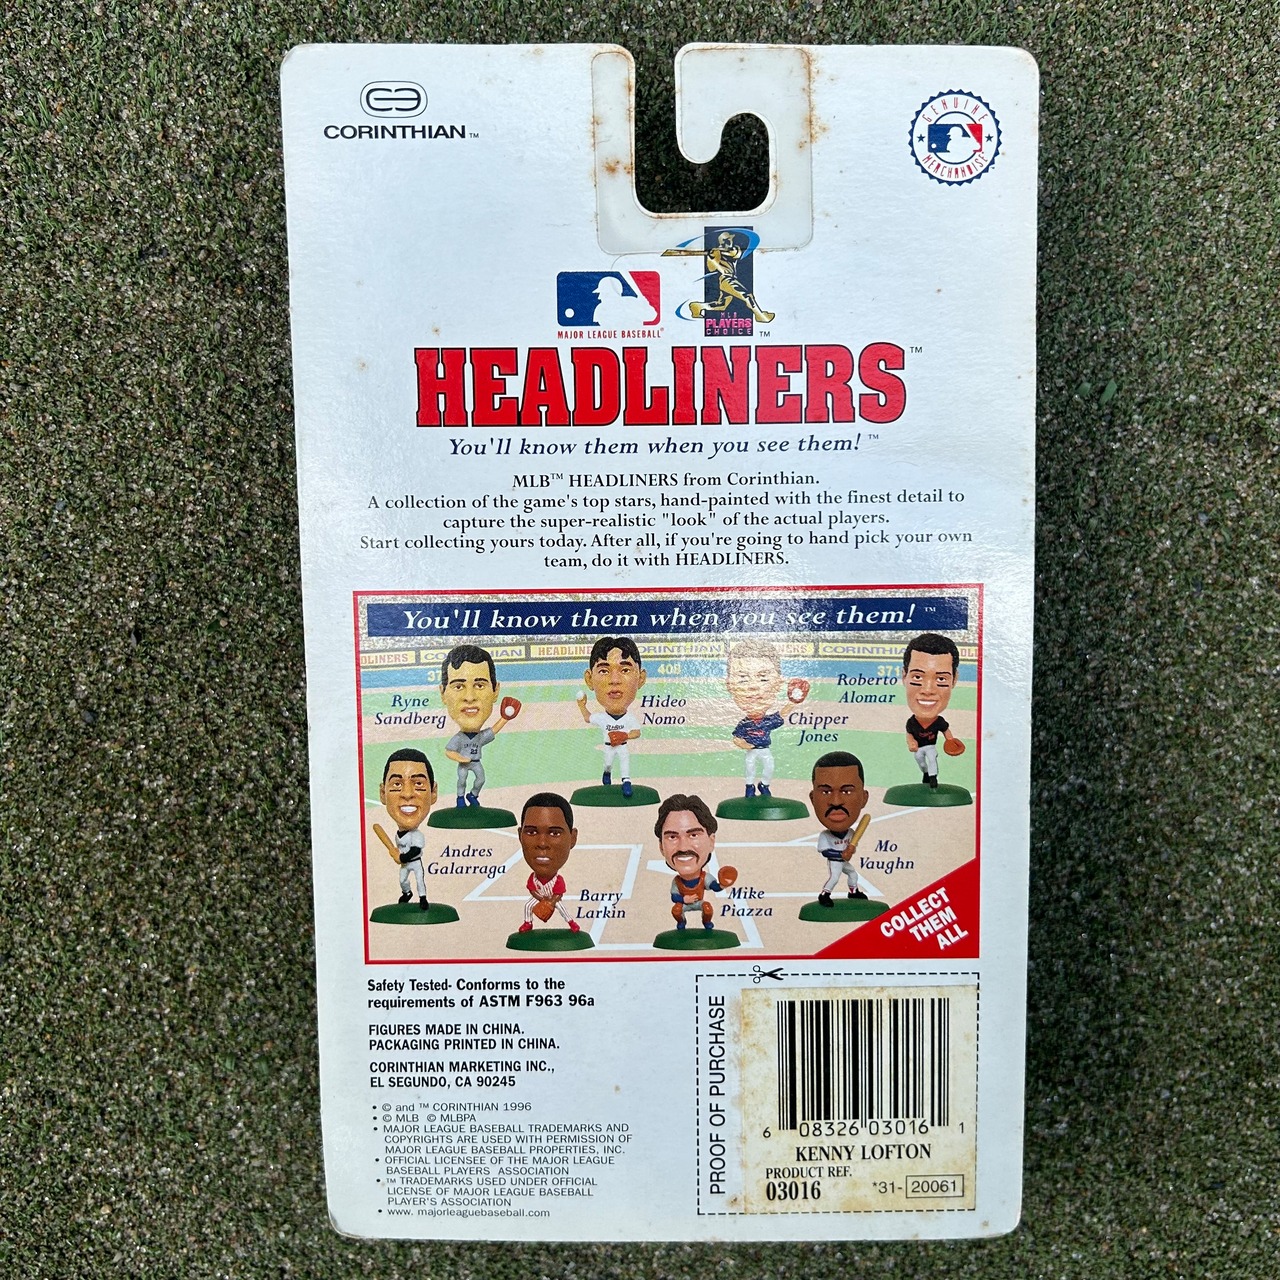 CORINTHIAN™
GENUINE
MERCHANDISE
MLB
PLAYERS
CHOICE™
MAJOR LEAGUE BASEBALL®
HEADLINERS™
You'll know them when you see them! ™
MLB™ HEADLINERS from Corinthian.
A collection of the game's top stars, hand-painted with the finest detail to
capture the super-realistic "look" of the actual players.
Start collecting yours today. After all, if you're going to hand pick your own
team, do it with HEADLINERS.
You'll know them when you see them! ™
HEADLINE
CORINTHIAN
408
CORINTHIAN
371
Ryne
Sandberg
Hideo
Nomo
Chipper
Jones
Roberto
Alomar
Andres
Galarraga
Barry
Larkin
Mike
Piazza
Mo
Vaughn
COLLECT
THEM
ALL
Safety Tested- Conforms to the
requirements of ASTM F963 96a
FIGURES MADE IN CHINA.
PACKAGING PRINTED IN CHINA.
CORINTHIAN MARKETING INC.,
EL SEGUNDO, CA 90245
• © and ™ CORINTHIAN 1996
• © MLB © MLBPA
• MAJOR LEAGUE BASEBALL TRADEMARKS AND
COPYRIGHTS ARE USED WITH PERMISSION OF
MAJOR LEAGUE BASEBALL PROPERTIES, INC.
• OFFICIAL LICENSEE OF THE MAJOR LEAGUE
BASEBALL PLAYERS ASSOCIATION
• ™ TRADEMARKS USED UNDER OFFICIAL
LICENSE OF MAJOR LEAGUE BASEBALL
PLAYER'S ASSOCIATION
• www. majorleaguebaseball.com
PROOF OF PURCHASE
6 08326 03016 1
KENNY LOFTON
PRODUCT REF.
03016 *31- 20061